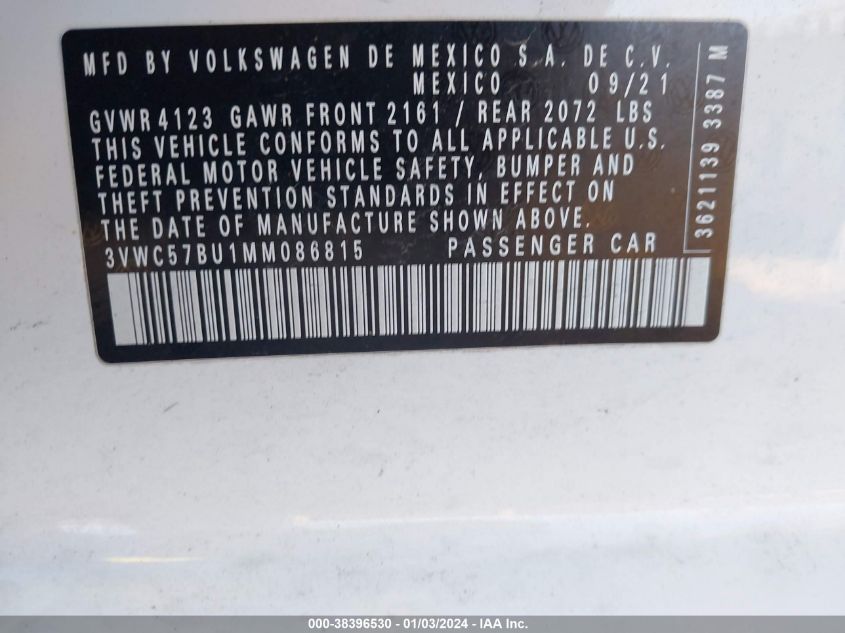 MFD BY VOLKSWAGEN DE MEXICO S.A. DE C.V.
MEXICO 09/21
GVWR 4123 GAWR FRONT 2161 / REAR 2072 LBS
THIS VEHICLE CONFORMS TO ALL APPLICABLE U.S.
FEDERAL MOTOR VEHICLE SAFETY, BUMPER AND
THEFT PREVENTION STANDARDS IN EFFECT ON
THE DATE OF MANUFACTURE SHOWN ABOVE.
3VWC57BU1MM086815 PASSENGER CAR
3621139 3387 M
000-38396530 - 01/03/2024 - IAA Inc.